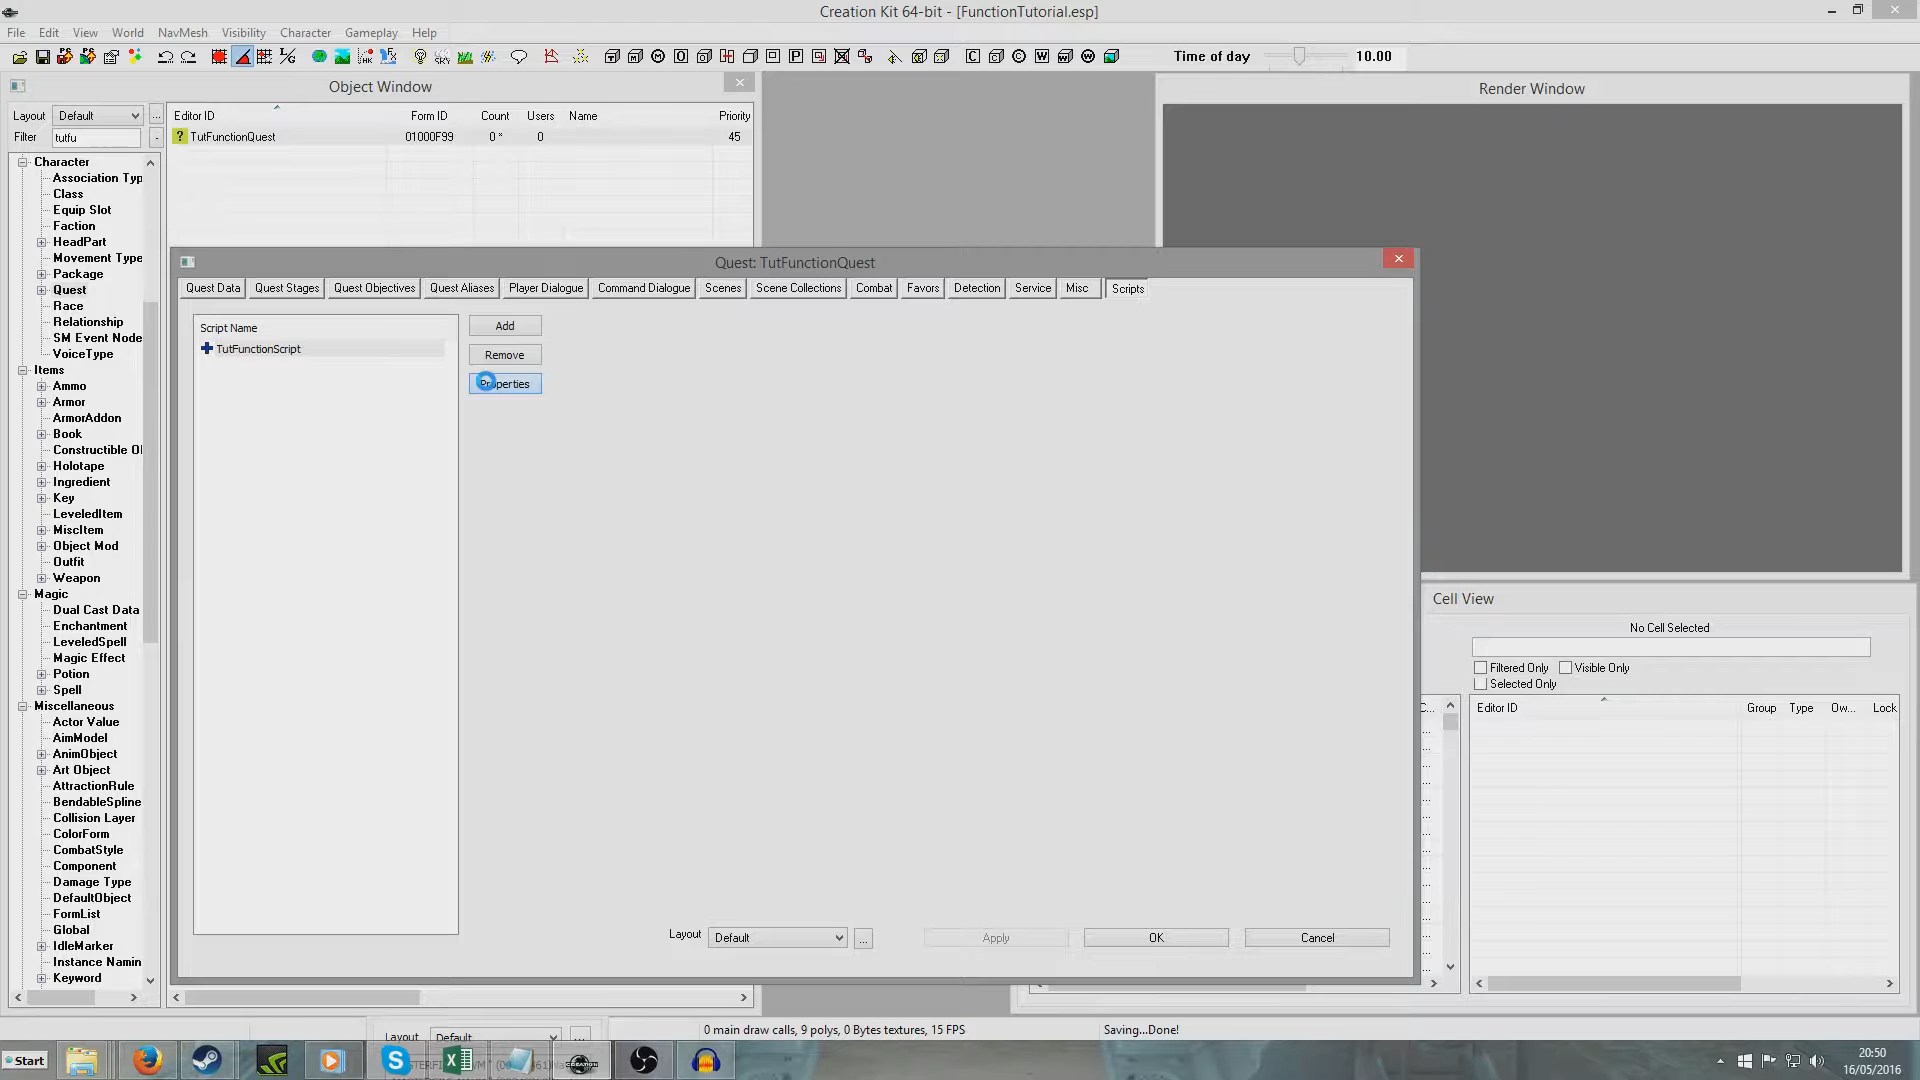 Creation Kit 64-bit - [FunctionTutorial.esp]
File Edit View World NavMesh Visibility Character Gameplay Help
Time of day 10.00
Object Window
Render Window
Layout Default ...
Filter tutfu
Editor ID Form ID Count Users Name Priority
TutFunctionQuest 01000F99 0 * 0 45
Character
Association Typ
Class
Equip Slot
Faction
HeadPart
Movement Type
Package
Quest
Race
Relationship
SM Event Node
VoiceType
Items
Ammo
Armor
ArmorAddon
Book
Constructible Ol
Holotape
Ingredient
Key
LeveledItem
MiscItem
Object Mod
Outfit
Weapon
Magic
Dual Cast Data
Enchantment
LeveledSpell
Magic Effect
Potion
Spell
Miscellaneous
Actor Value
AimModel
AnimObject
Art Object
AttractionRule
BendableSpline
Collision Layer
ColorForm
CombatStyle
Component
Damage Type
DefaultObject
FormList
Global
IdleMarker
Instance Namin
Keyword
Quest: TutFunctionQuest
Quest Data Quest Stages Quest Objectives Quest Aliases Player Dialogue Command Dialogue Scenes Scene Collections Combat Favors Detection Service Misc Scripts
Script Name
TutFunctionScript
Add
Remove
Properties
Layout Default ... Apply OK Cancel
Cell View
No Cell Selected
Filtered Only Visible Only
Selected Only
C... Editor ID Group Type Ow... Lock
Layout Default ...
0 main draw calls, 9 polys, 0 Bytes textures, 15 FPS
Saving...Done!
Start
20:50
16/05/2016